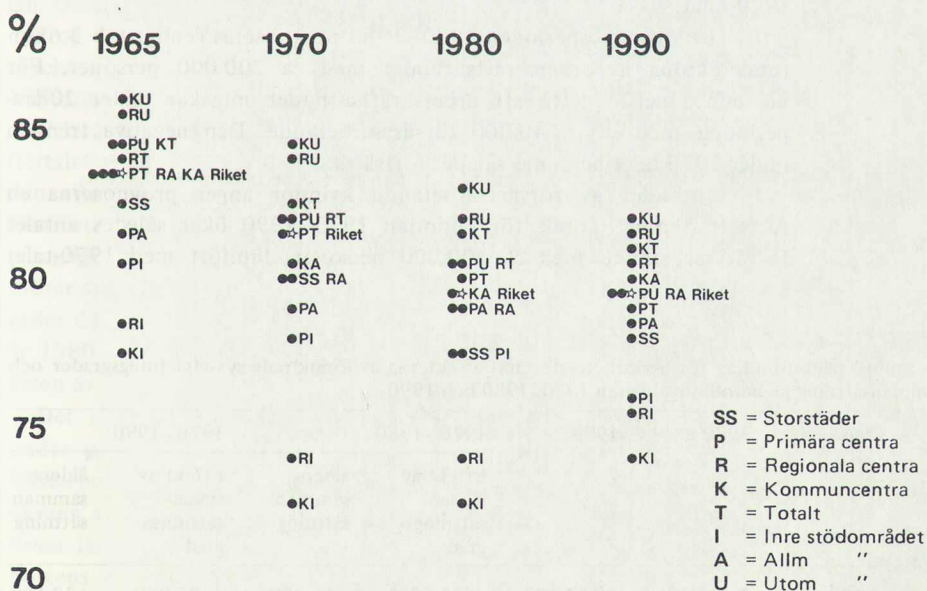 %
1965
1970
1980
1990
85
80
75
70
KU
RU
PU KT
RT
PT RA KA Riket
SS
PA
PI
RI
KI
KU
RU
KT
PU RT
PT Riket
KA
SS RA
PA
PI
RI
KI
KU
RU
KT
PU RT
PT
KA Riket
PA RA
SS PI
RI
KI
KU
RU
KT
RT
KA
PU RA Riket
PT
PA
SS
PI
RI
KI
SS = Storstäder
P = Primära centra
R = Regionala centra
K = Kommuncentra
T = Totalt
I = Inre stödområdet
A = Allm "
U = Utom "